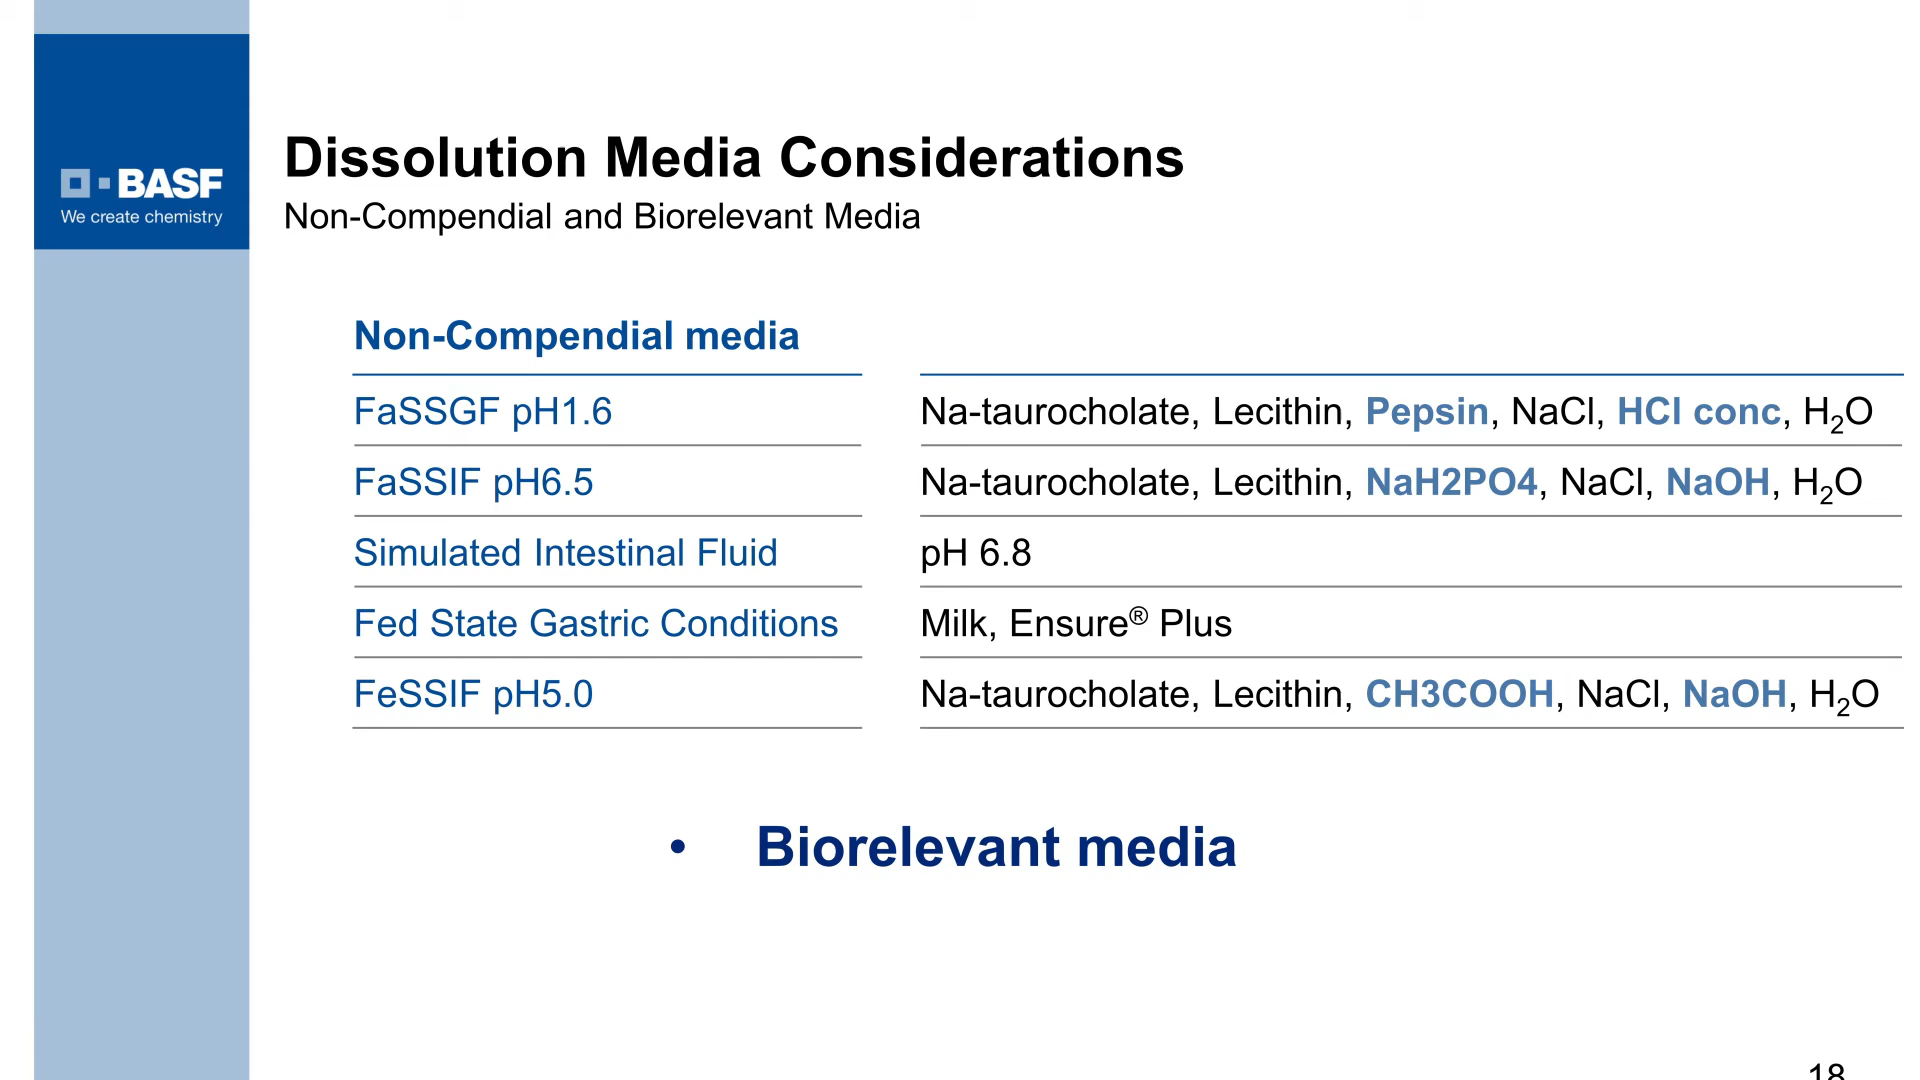 BASF
We create chemistry
Dissolution Media Considerations
Non-Compendial and Biorelevant Media
Non-Compendial media
FaSSGF pH1.6 Na-taurocholate, Lecithin, Pepsin, NaCl, HCl conc, H₂O
FaSSIF pH6.5 Na-taurocholate, Lecithin, NaH2PO4, NaCl, NaOH, H₂O
Simulated Intestinal Fluid pH 6.8
Fed State Gastric Conditions Milk, Ensure® Plus
FeSSIF pH5.0 Na-taurocholate, Lecithin, CH3COOH, NaCl, NaOH, H₂O
• Biorelevant media
18